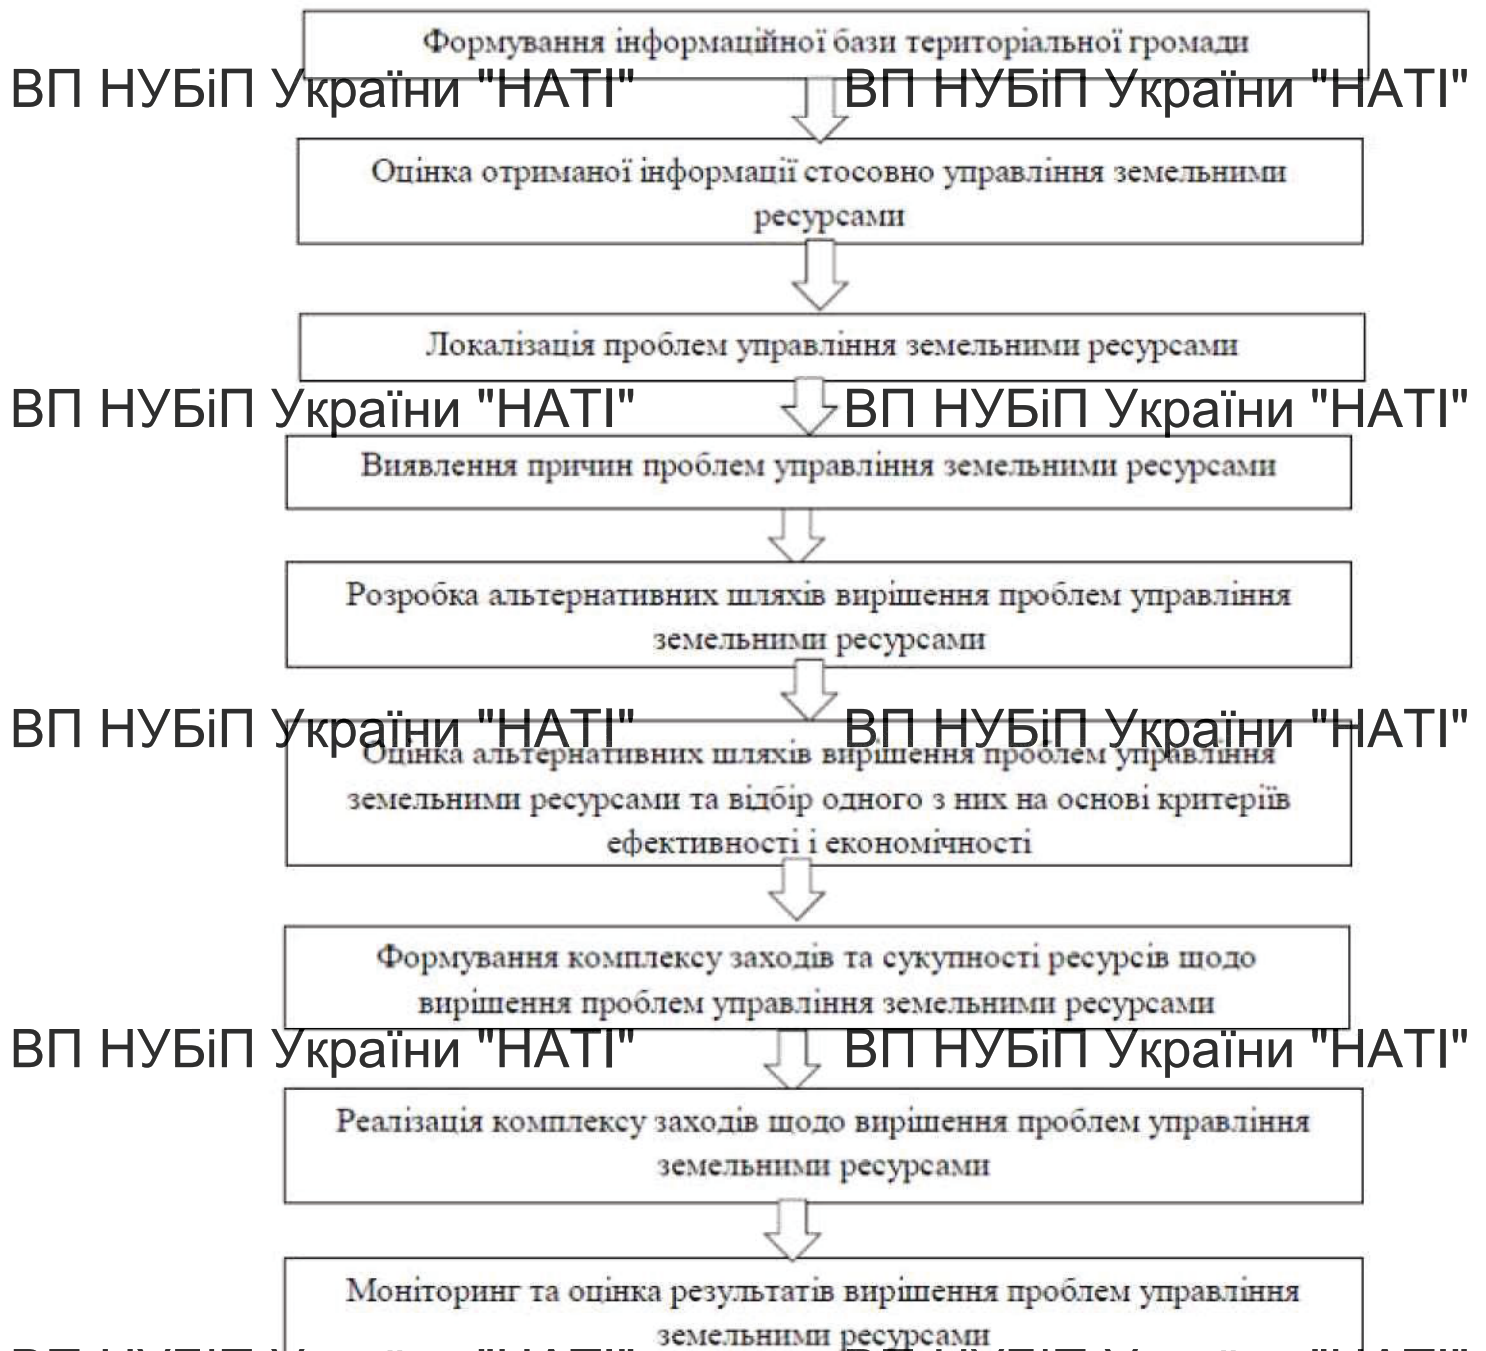 Формування інформаційної бази територіальної громади
ВП НУБіП України "НАТІ" ВП НУБіП України "НАТІ"
Оцінка отриманої інформації стосовно управління земельними
ресурсами
Локалізація проблем управління земельними ресурсами
ВП НУБіП України "НАТІ" ВП НУБіП України "НАТІ"
Виявлення причин проблем управління земельними ресурсами
Розробка альтернативних шляхів вирішення проблем управління
земельними ресурсами
ВП НУБіП України "НАТІ" ВП НУБіП України "НАТІ"
Оцінка альтернативних шляхів вирішення проблем управління
земельними ресурсами та відбір одного з них на основі критеріїв
ефективності і економічності
Формування комплексу заходів та сукупності ресурсів щодо
вирішення проблем управління земельними ресурсами
ВП НУБіП України "НАТІ" ВП НУБіП України "НАТІ"
Реалізація комплексу заходів щодо вирішення проблем управління
земельними ресурсами
Моніторинг та оцінка результатів вирішення проблем управління
земельними ресурсами